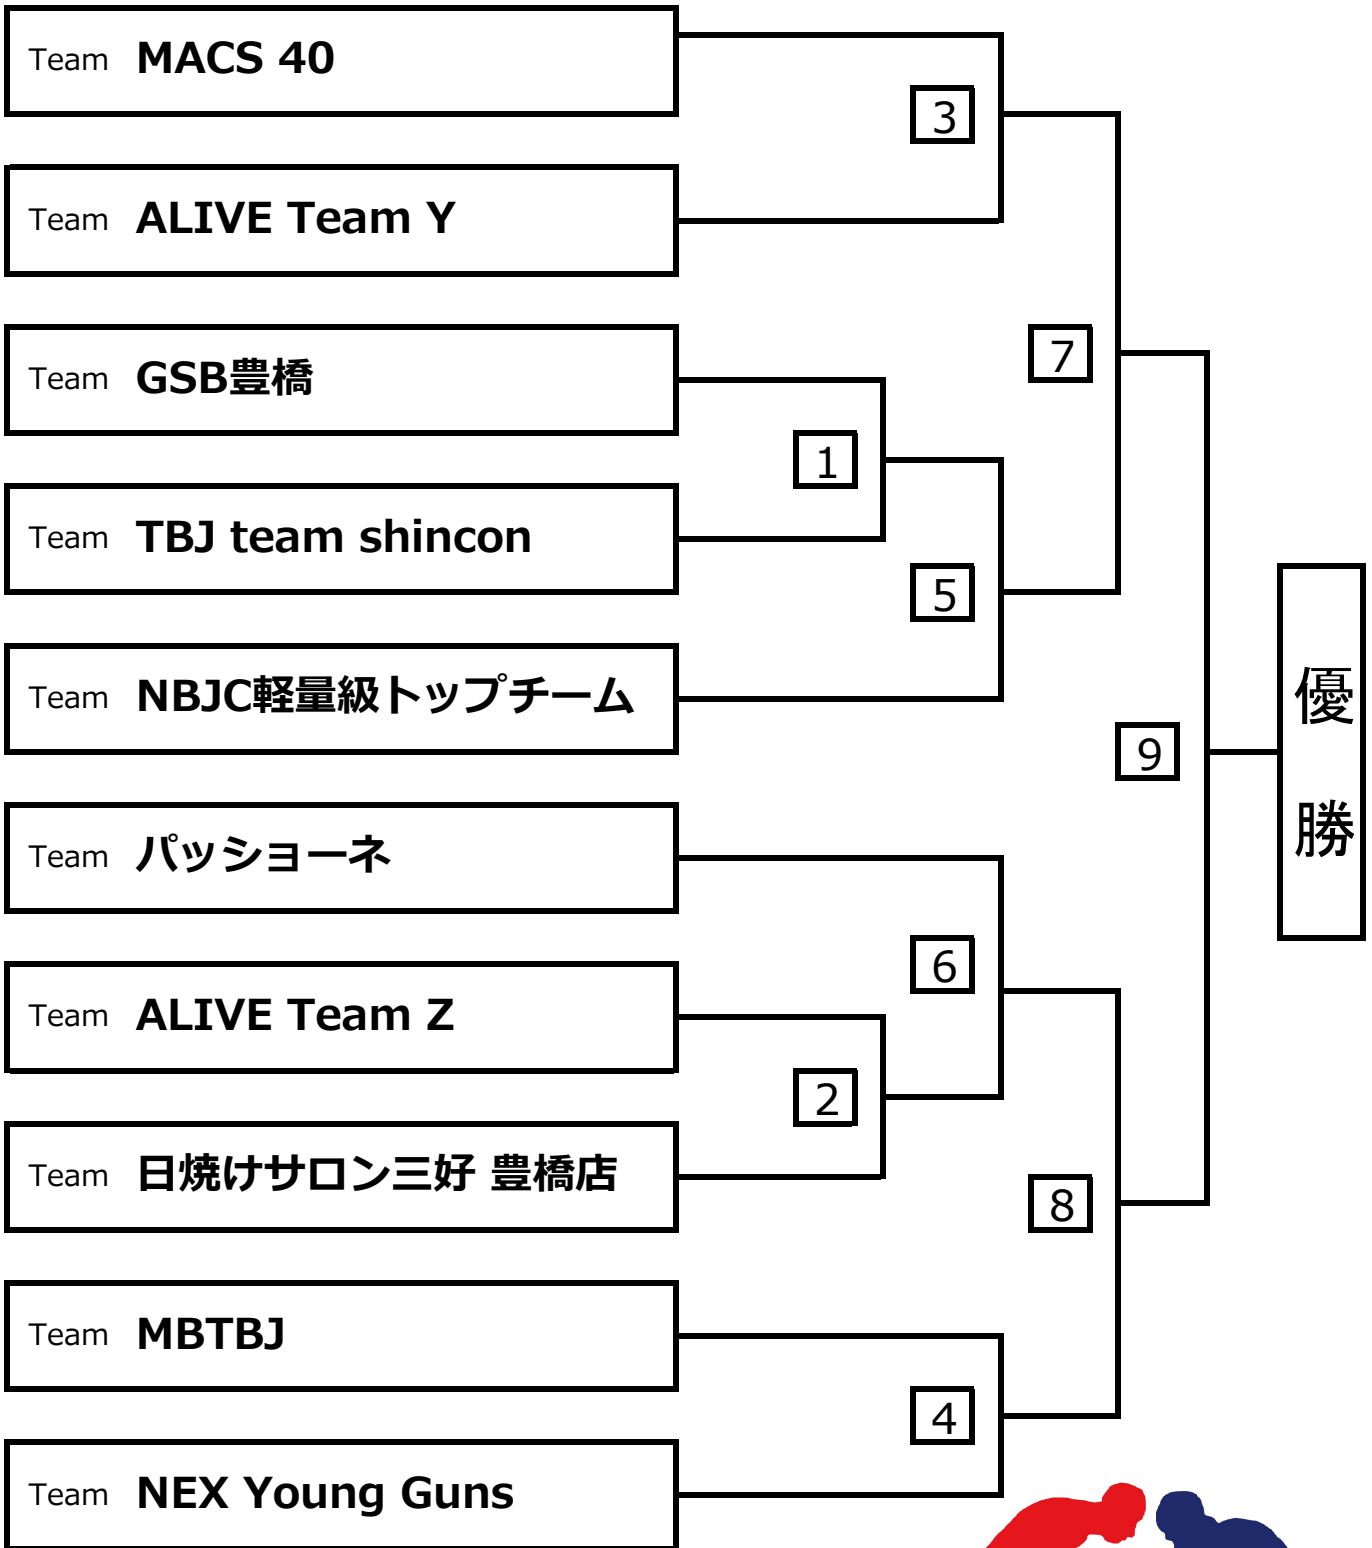 Team MACS 40
3
Team ALIVE Team Y
Team GSB豊橋
7
1
Team TBJ team shincon
5
Team NBJC軽量級トップチーム
9
優勝
Team パッショーネ
6
Team ALIVE Team Z
2
Team 日焼けサロン三好 豊橋店
8
Team MBTBJ
4
Team NEX Young Guns